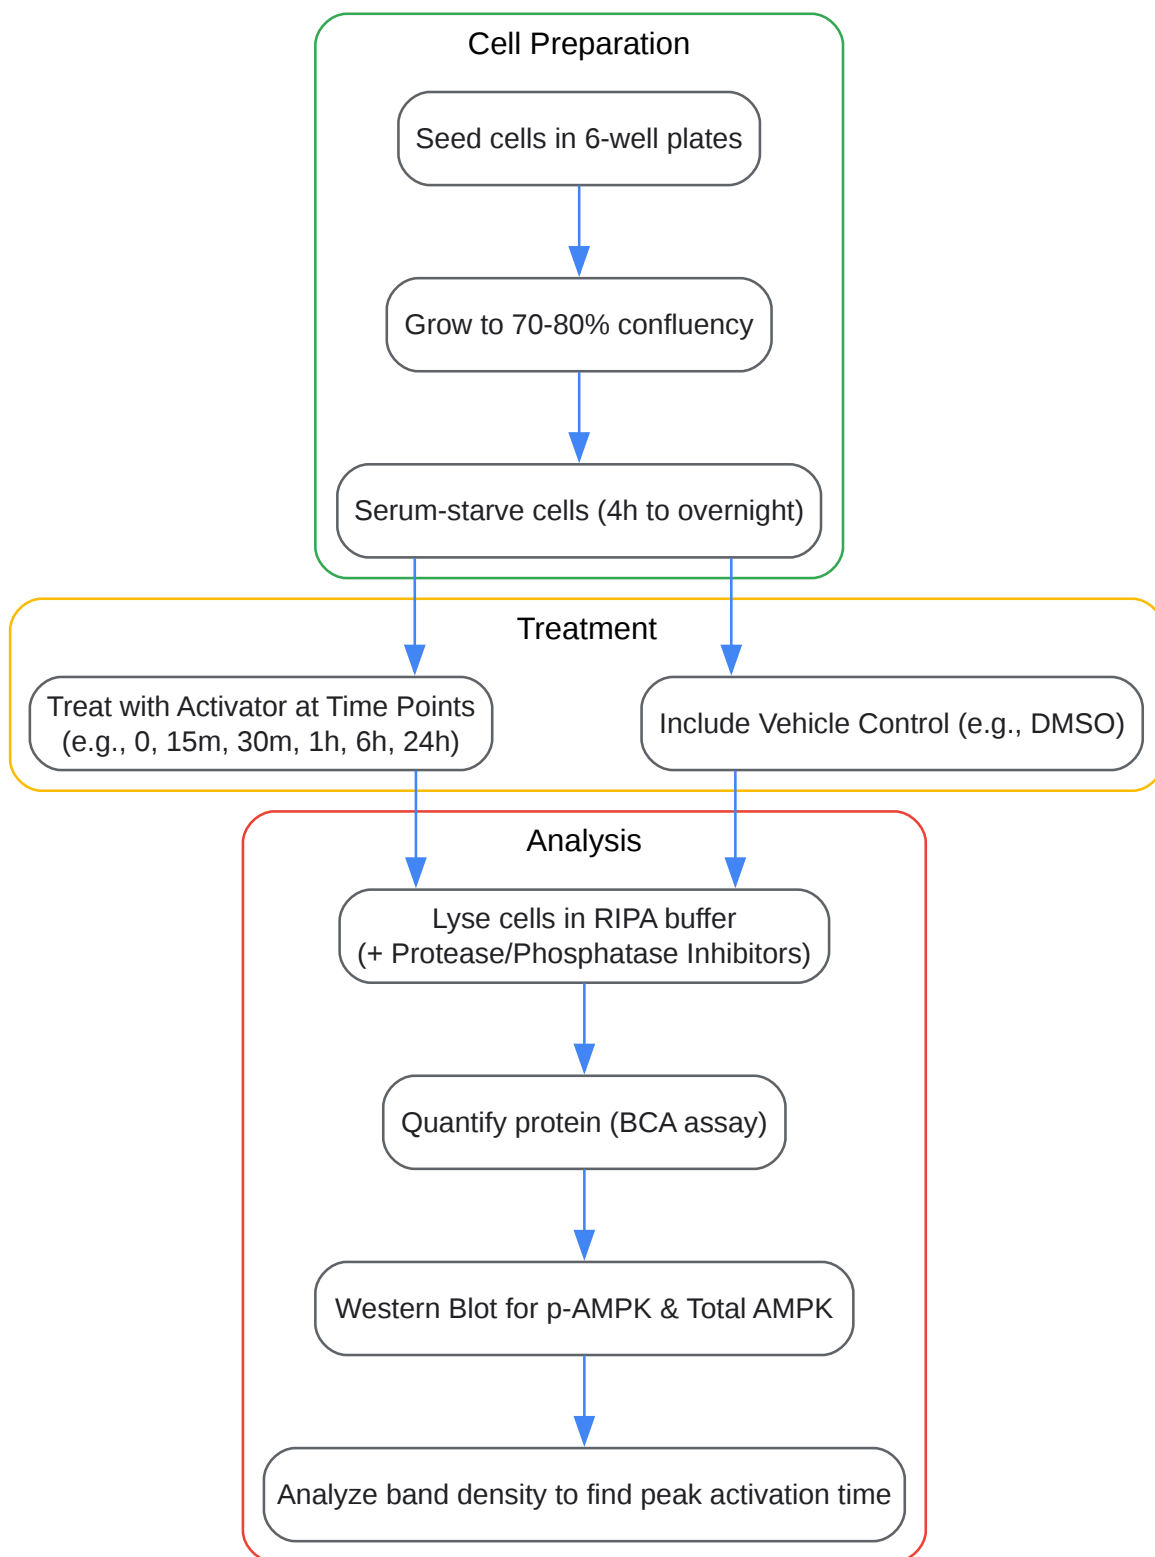 Cell Preparation
Seed cells in 6-well plates
Grow to 70-80% confluency
Serum-starve cells (4h to overnight)
Treatment
Treat with Activator at Time Points
(e.g., 0, 15m, 30m, 1h, 6h, 24h)
Include Vehicle Control (e.g., DMSO)
Analysis
Lyse cells in RIPA buffer
(+ Protease/Phosphatase Inhibitors)
Quantify protein (BCA assay)
Western Blot for p-AMPK & Total AMPK
Analyze band density to find peak activation time